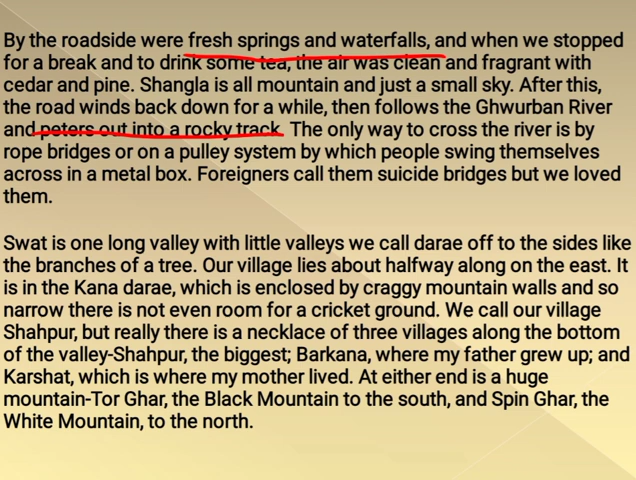 By the roadside were fresh springs and waterfalls, and when we stopped
for a break and to drink some tea, the air was clean and fragrant with
cedar and pine. Shangla is all mountain and just a small sky. After this,
the road winds back down for a while, then follows the Ghwurban River
and peters out into a rocky track. The only way to cross the river is by
rope bridges or on a pulley system by which people swing themselves
across in a metal box. Foreigners call them suicide bridges but we loved
them.
Swat is one long valley with little valleys we call darae off to the sides like
the branches of a tree. Our village lies about halfway along on the east. It
is in the Kana darae, which is enclosed by craggy mountain walls and so
narrow there is not even room for a cricket ground. We call our village
Shahpur, but really there is a necklace of three villages along the bottom
of the valley-Shahpur, the biggest; Barkana, where my father grew up; and
Karshat, which is where my mother lived. At either end is a huge
mountain-Tor Ghar, the Black Mountain to the south, and Spin Ghar, the
White Mountain, to the north.